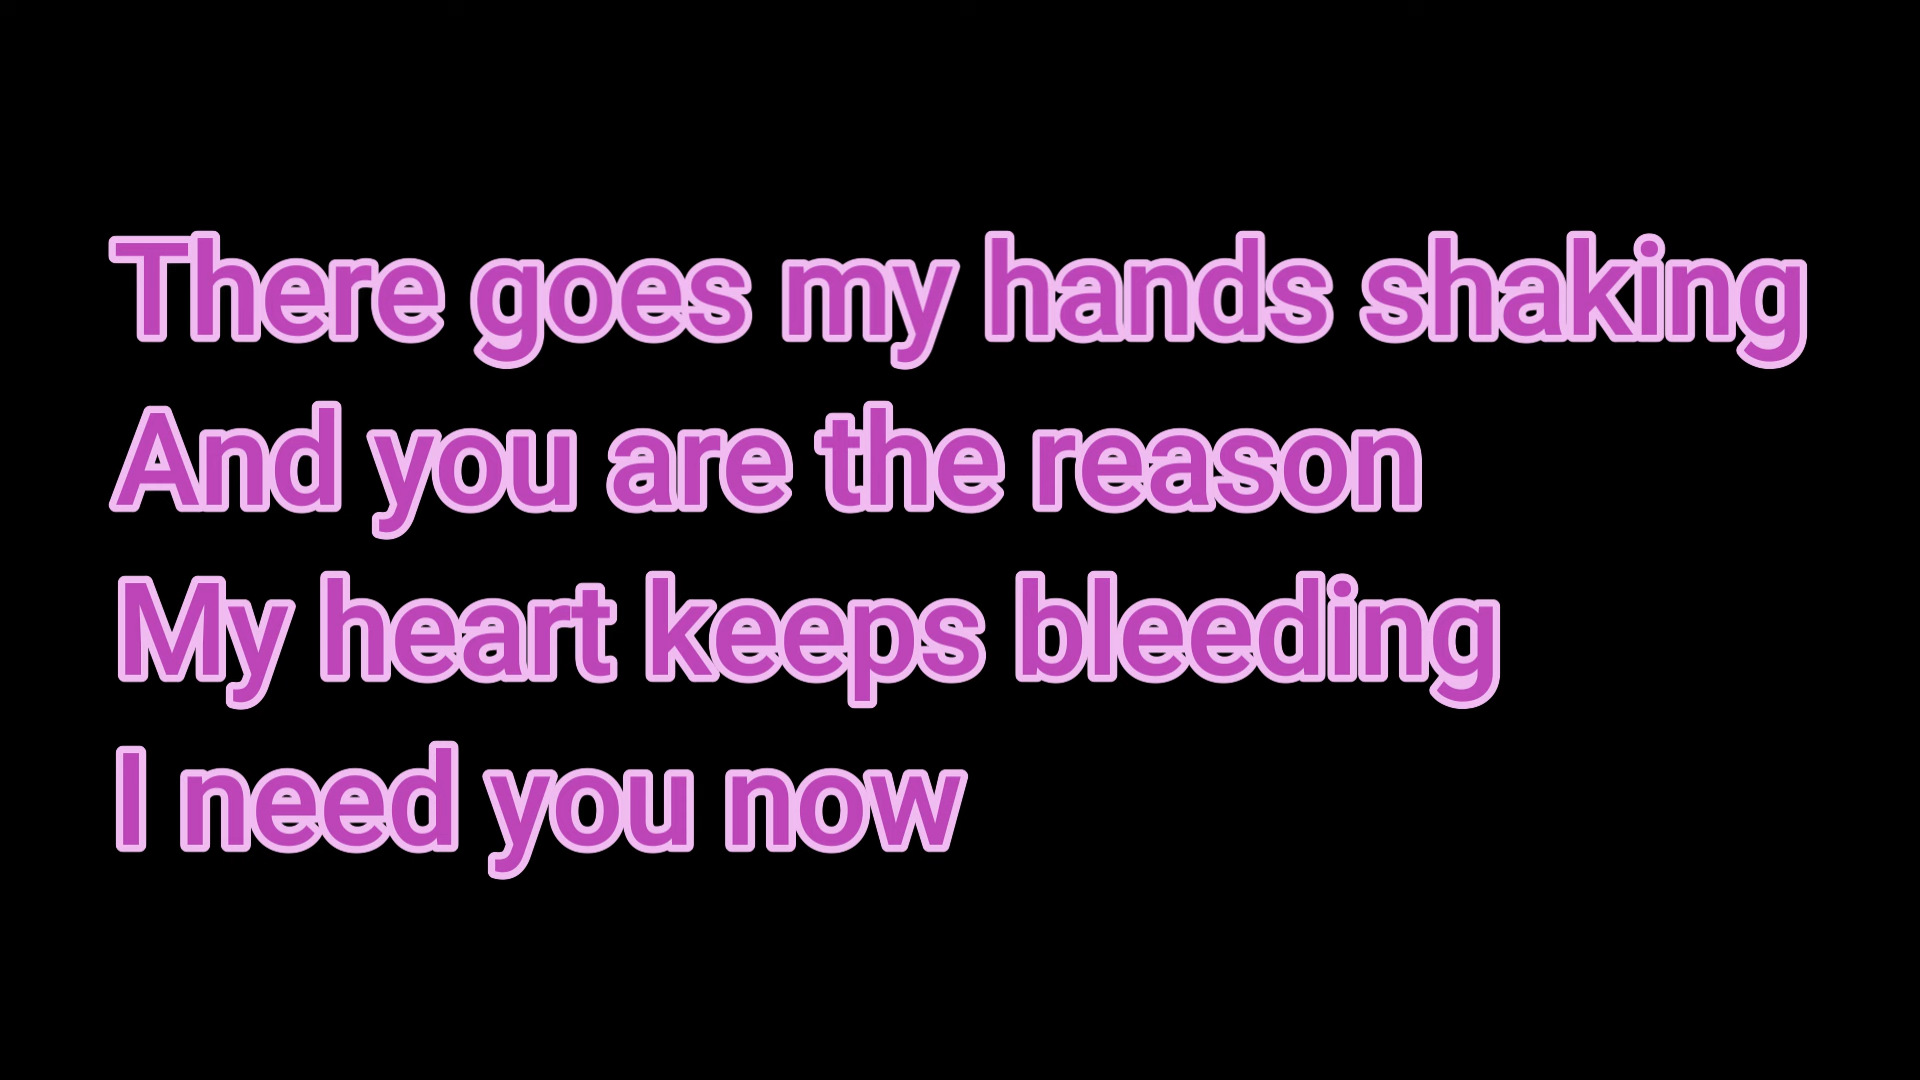 There goes my hands shaking
And you are the reason
My heart keeps bleeding
I need you now